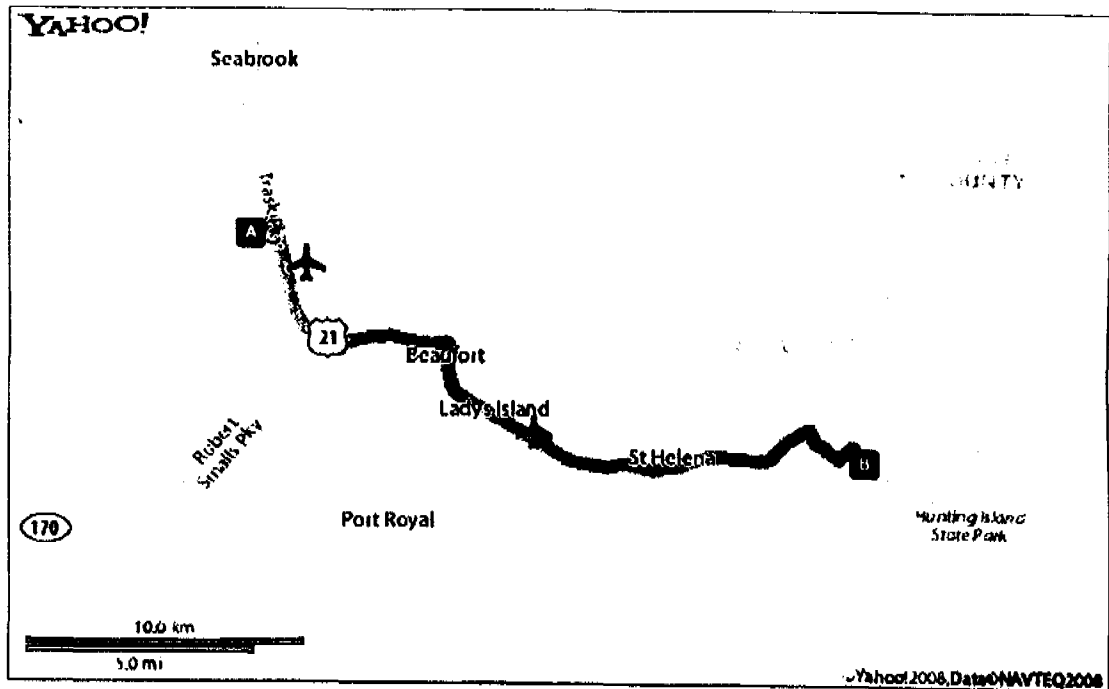 YAHOO!
Seabrook
UNTY
A
21
Beaufort
Ladys Island
Robert
Smalls Pky
St Helena
B
170
Port Royal
Hunting Island
State Park
10.0 km
5.0 mi
Yahoo! 2008, Data©NAVTEQ2008